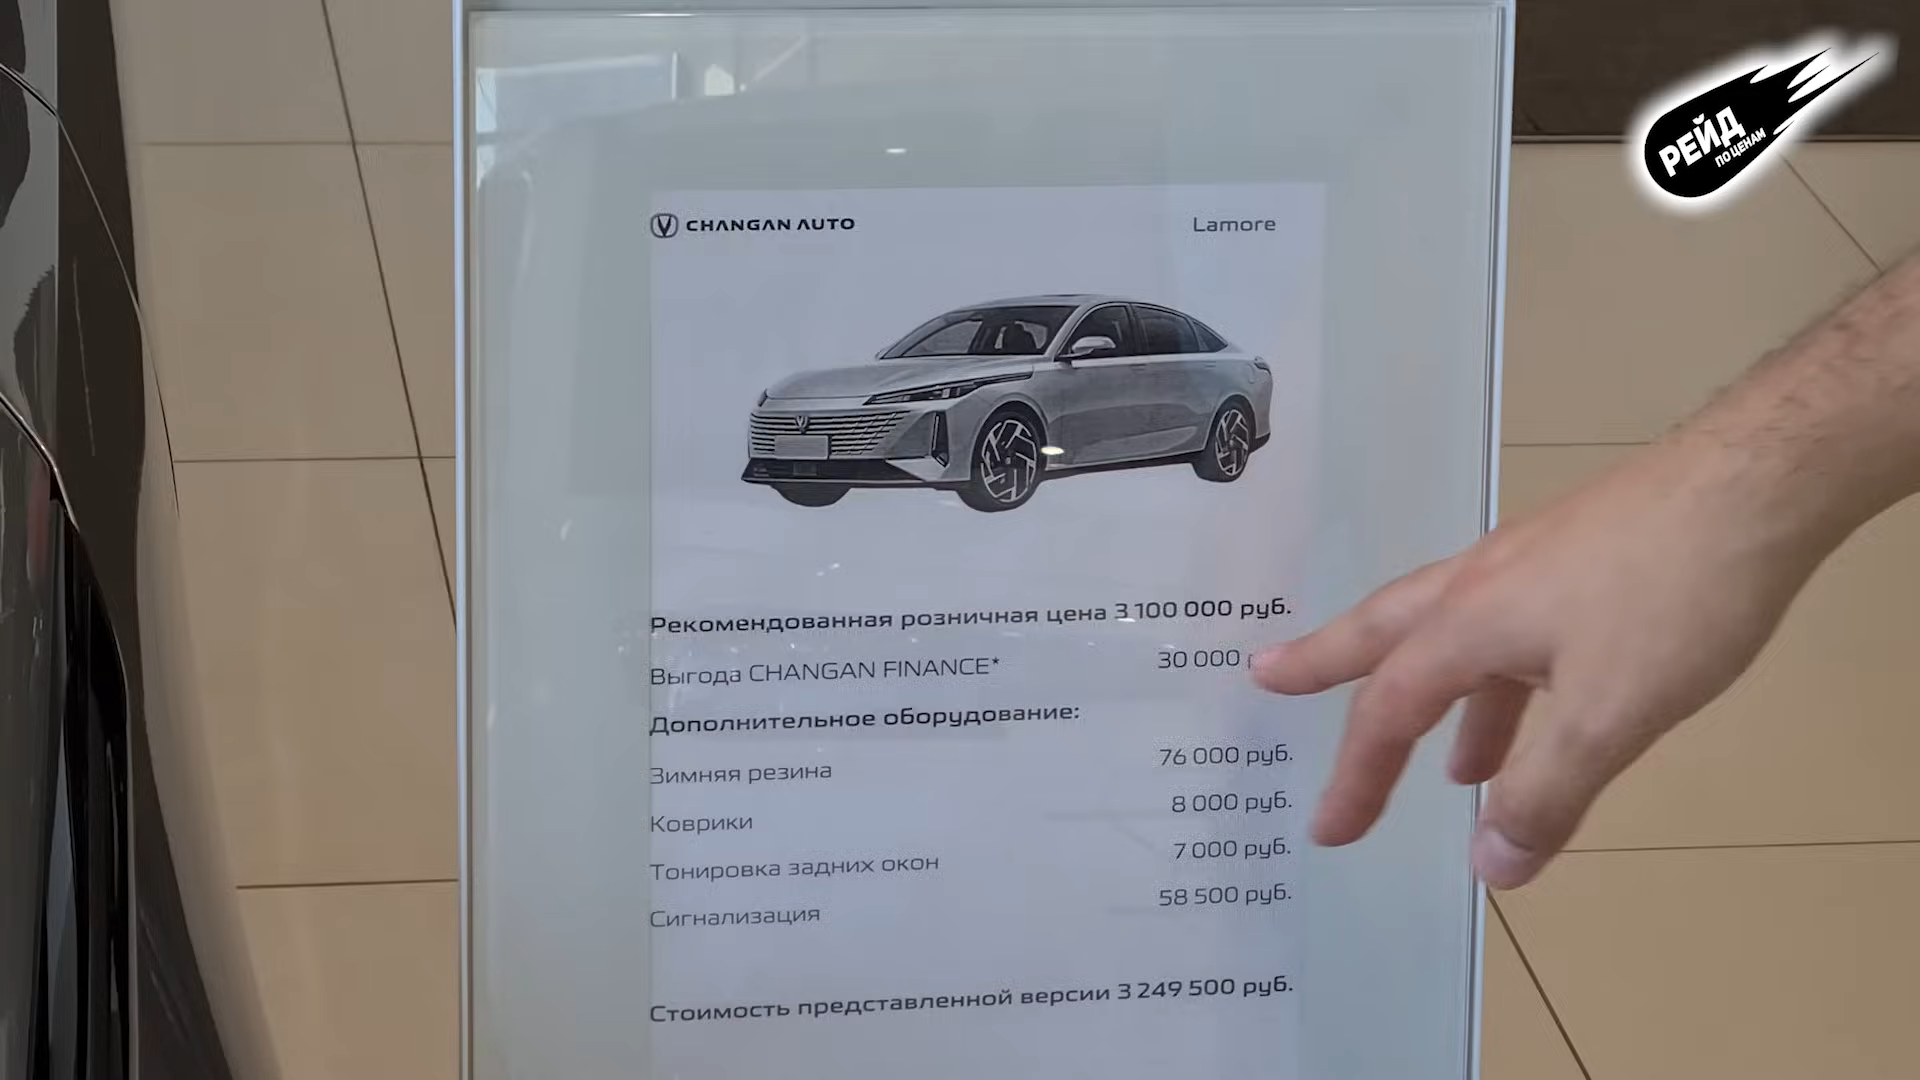 РЕЙД
ПО ЦЕНАМ
CHANGAN AUTO
Lamore
Рекомендованная розничная цена 3 100 000 руб.
Выгода CHANGAN FINANCE* 30 000
Дополнительное оборудование:
Зимняя резина 76 000 руб.
Коврики 8 000 руб.
Тонировка задних окон 7 000 руб.
Сигнализация 58 500 руб.
Стоимость представленной версии 3 249 500 руб.